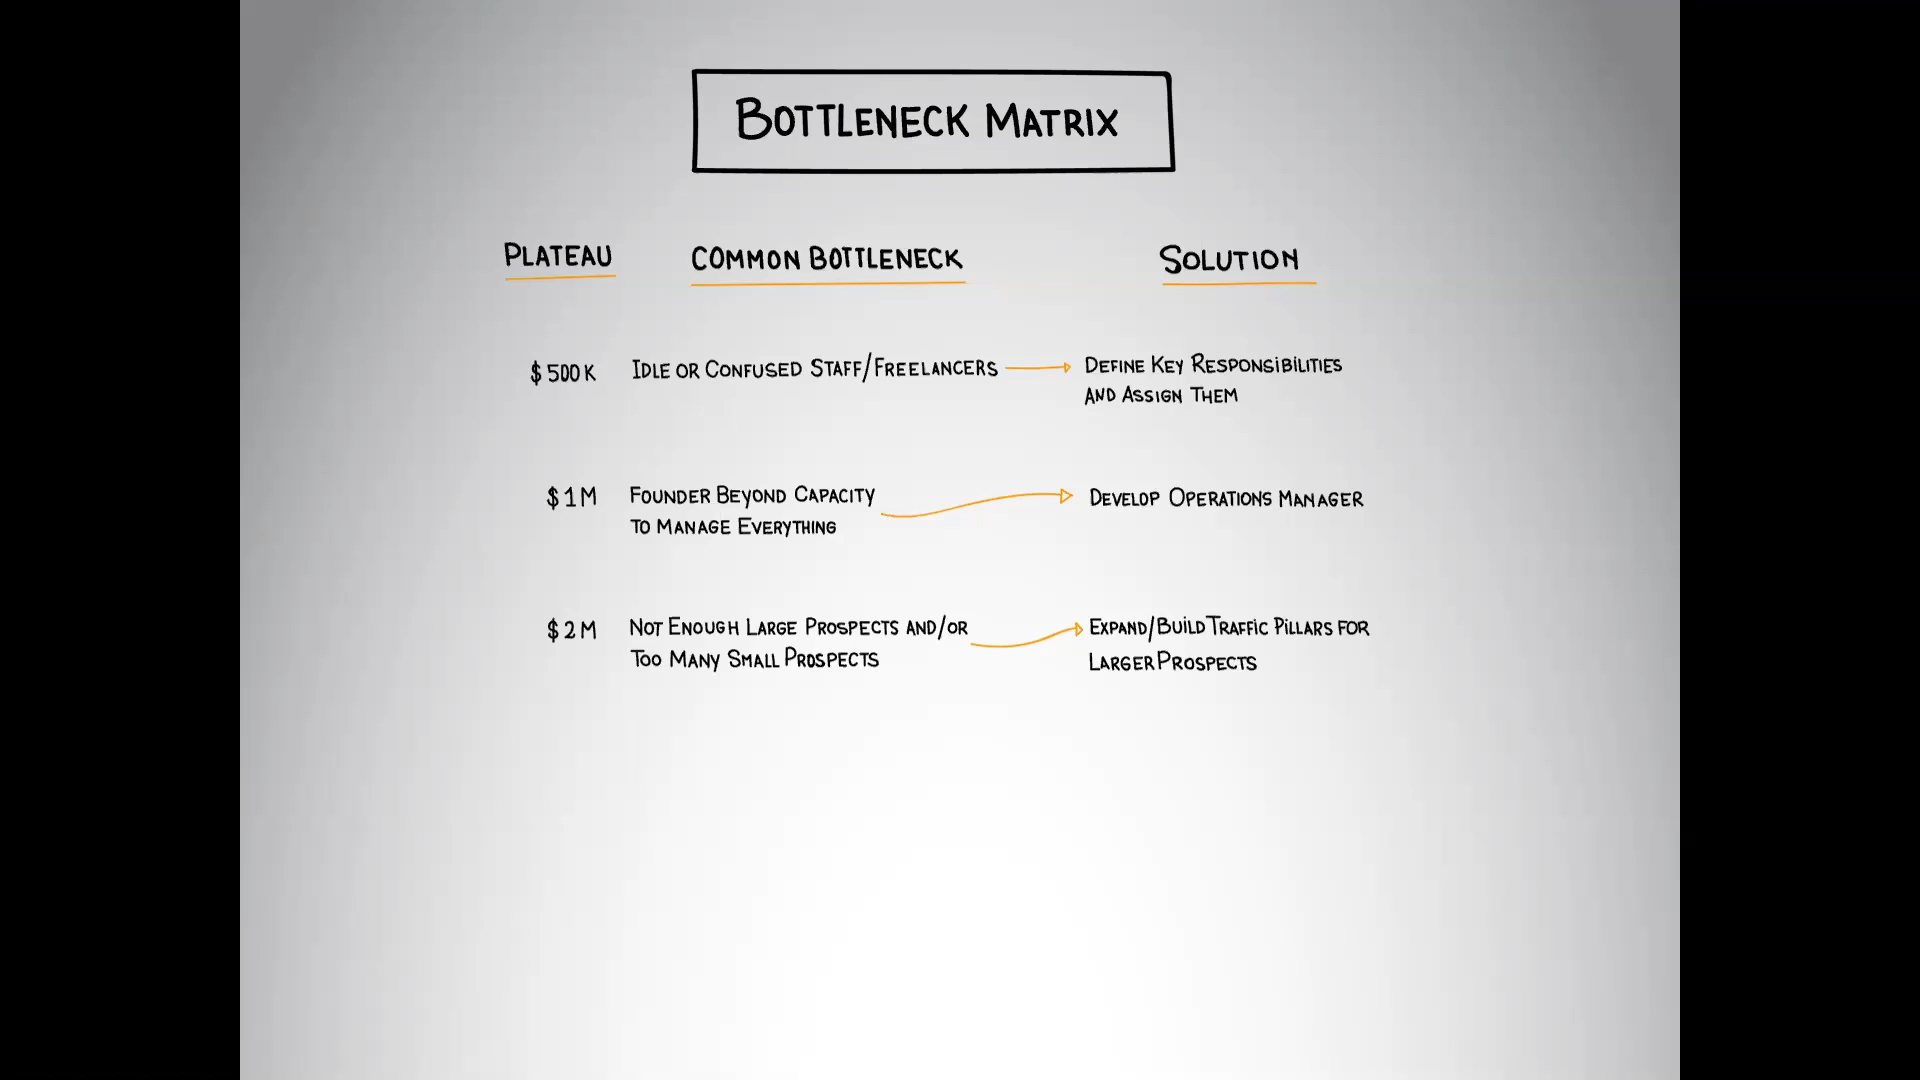 BOTTLENECK MATRIX
PLATEAU COMMON BOTTLENECK SOLUTION
$500K IDLE OR CONFUSED STAFF/FREELANCERS DEFINE KEY RESPONSIBILITIES
AND ASSIGN THEM
$1M FOUNDER BEYOND CAPACITY DEVELOP OPERATIONS MANAGER
TO MANAGE EVERYTHING
$2M NOT ENOUGH LARGE PROSPECTS AND/OR EXPAND/BUILD TRAFFIC PILLARS FOR
TOO MANY SMALL PROSPECTS LARGER PROSPECTS